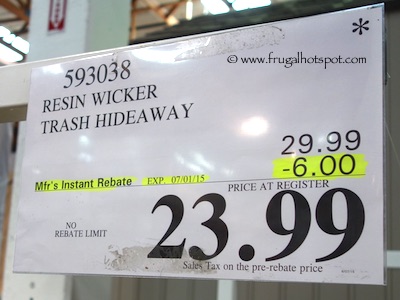 © www.frugalhotspot.com
*
593038
RESIN WICKER
TRASH HIDEAWAY
29.99
Mfr's Instant Rebate EXP. 07/01/15 -6.00
PRICE AT REGISTER
NO
REBATE LIMIT
23.99
Sales Tax on the pre-rebate price